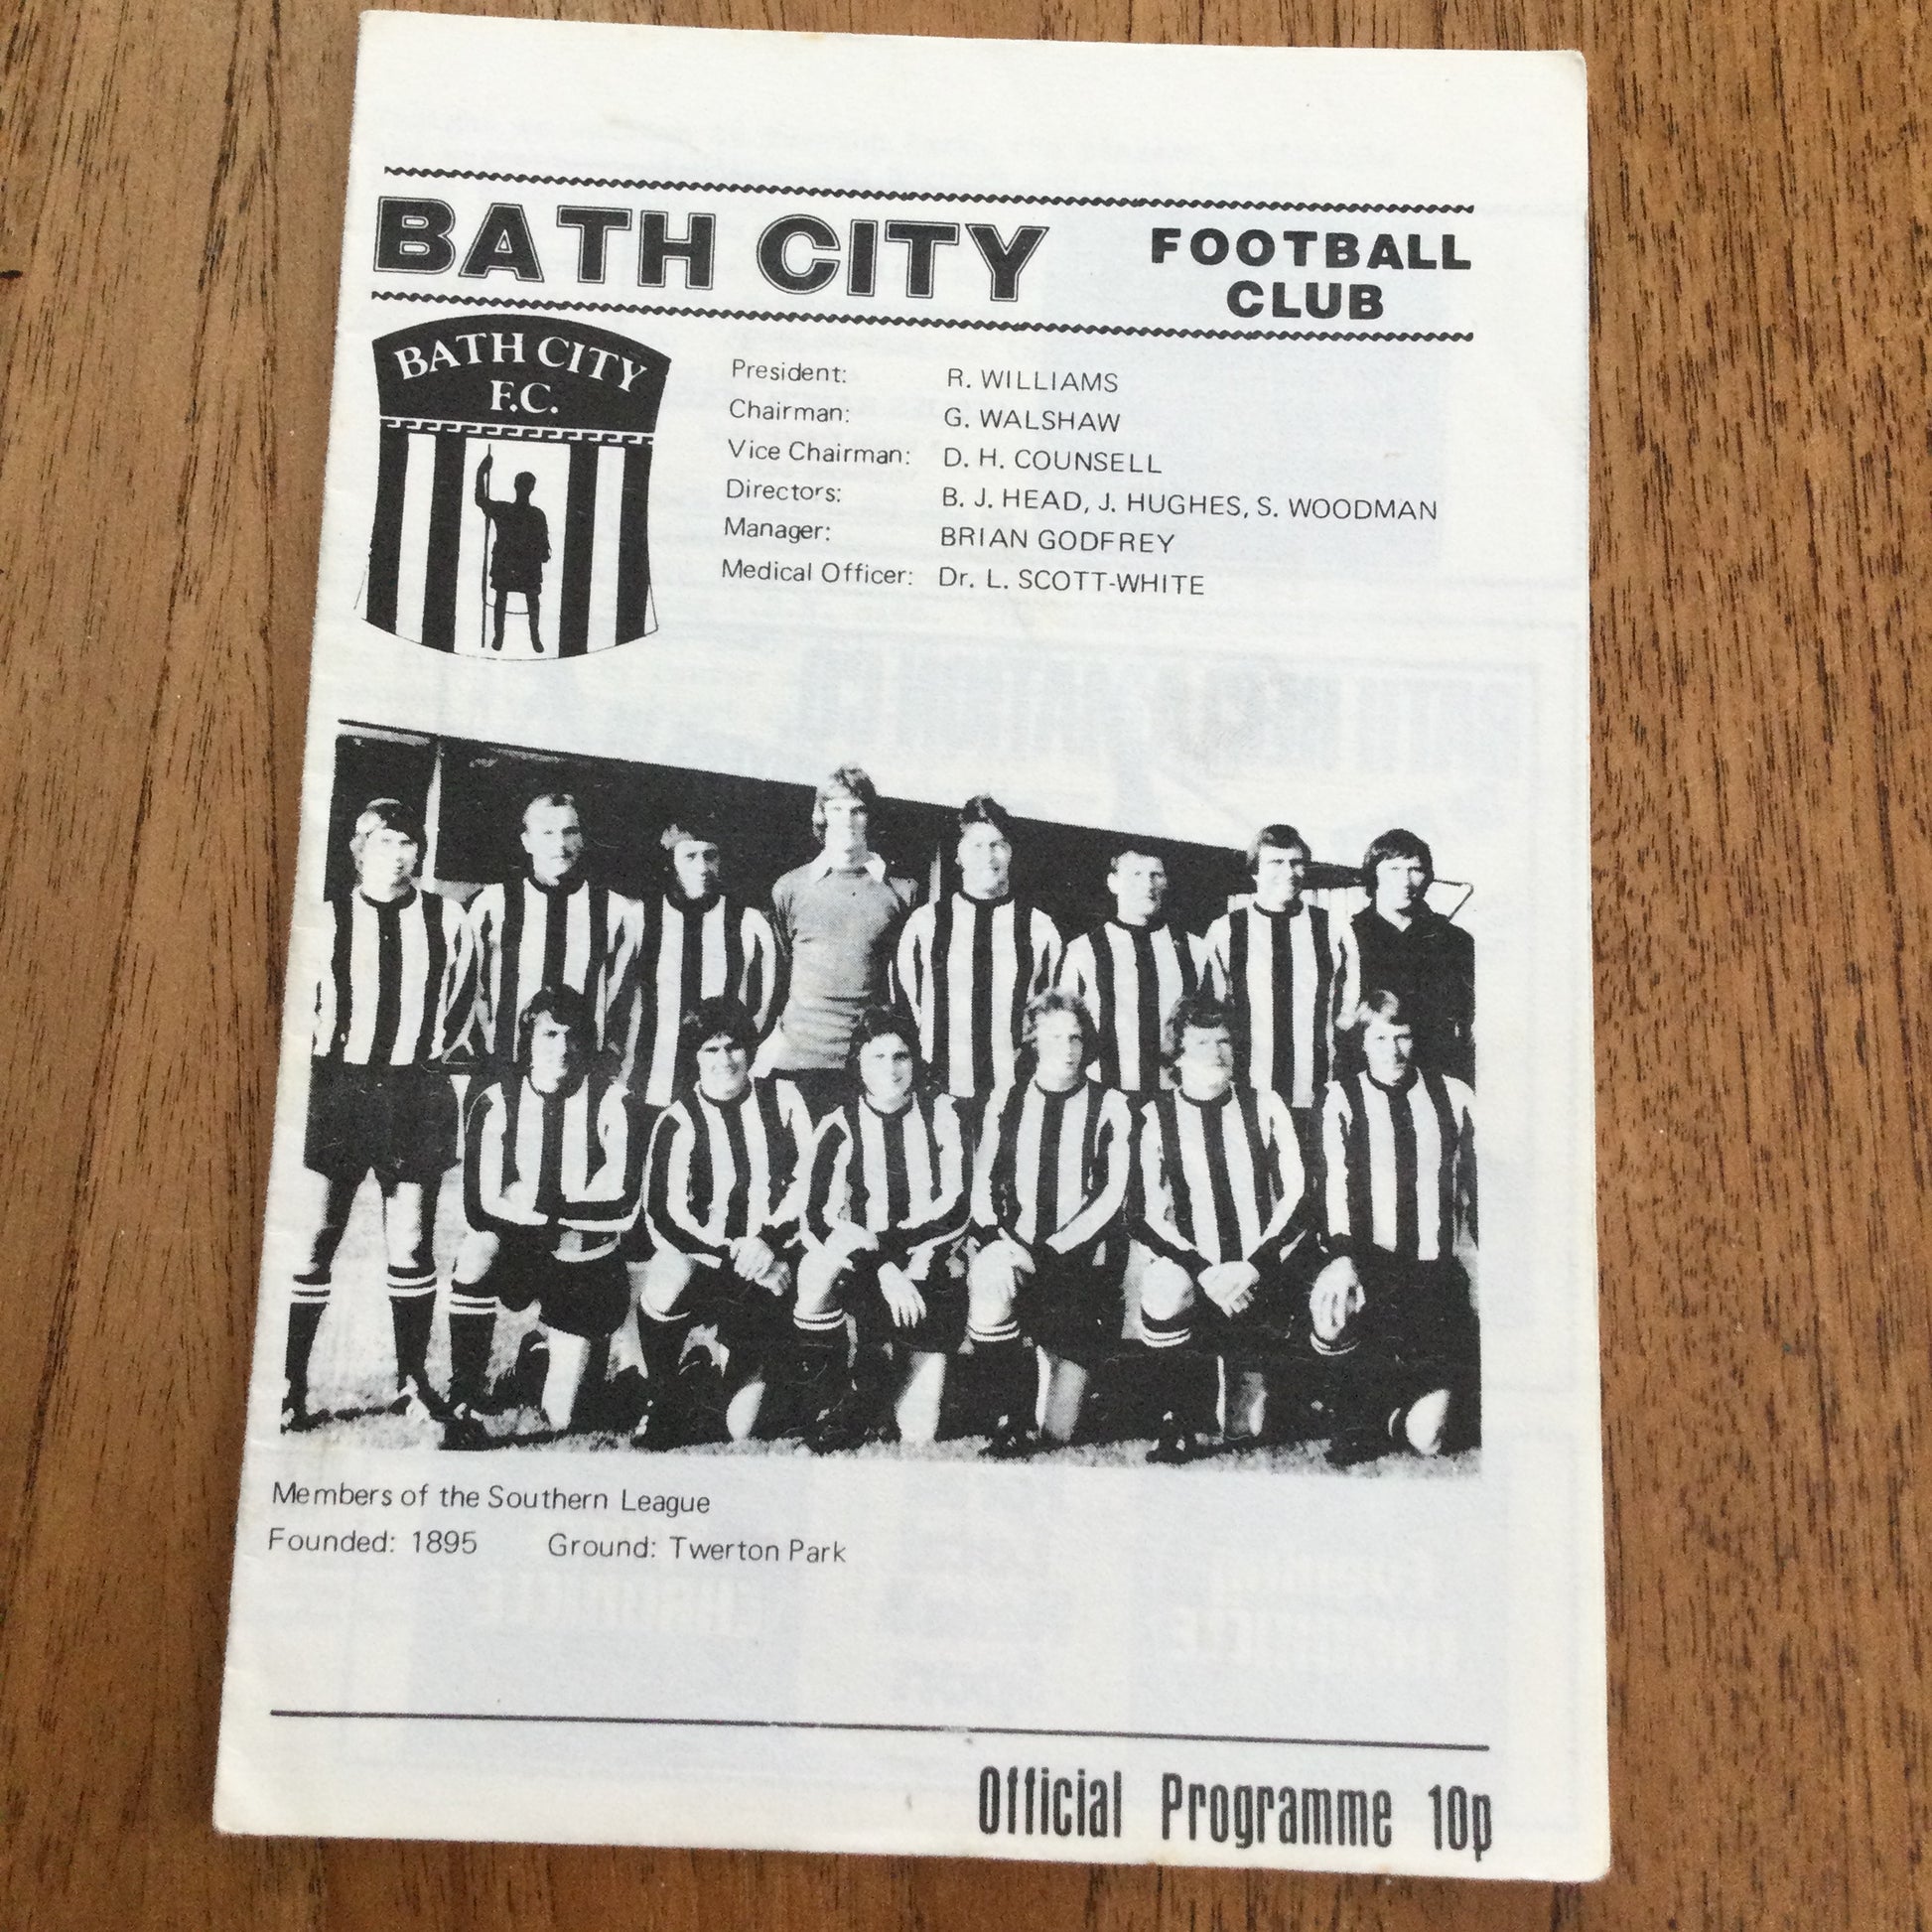 BATH CITY FOOTBALL
CLUB
BATH CITY
F.C.
President: R. WILLIAMS
Chairman: G. WALSHAW
Vice Chairman: D. H. COUNSELL
Directors: B. J. HEAD, J. HUGHES, S. WOODMAN
Manager: BRIAN GODFREY
Medical Officer: Dr. L. SCOTT-WHITE
Members of the Southern League
Founded: 1895 Ground: Twerton Park
Official Programme 10p